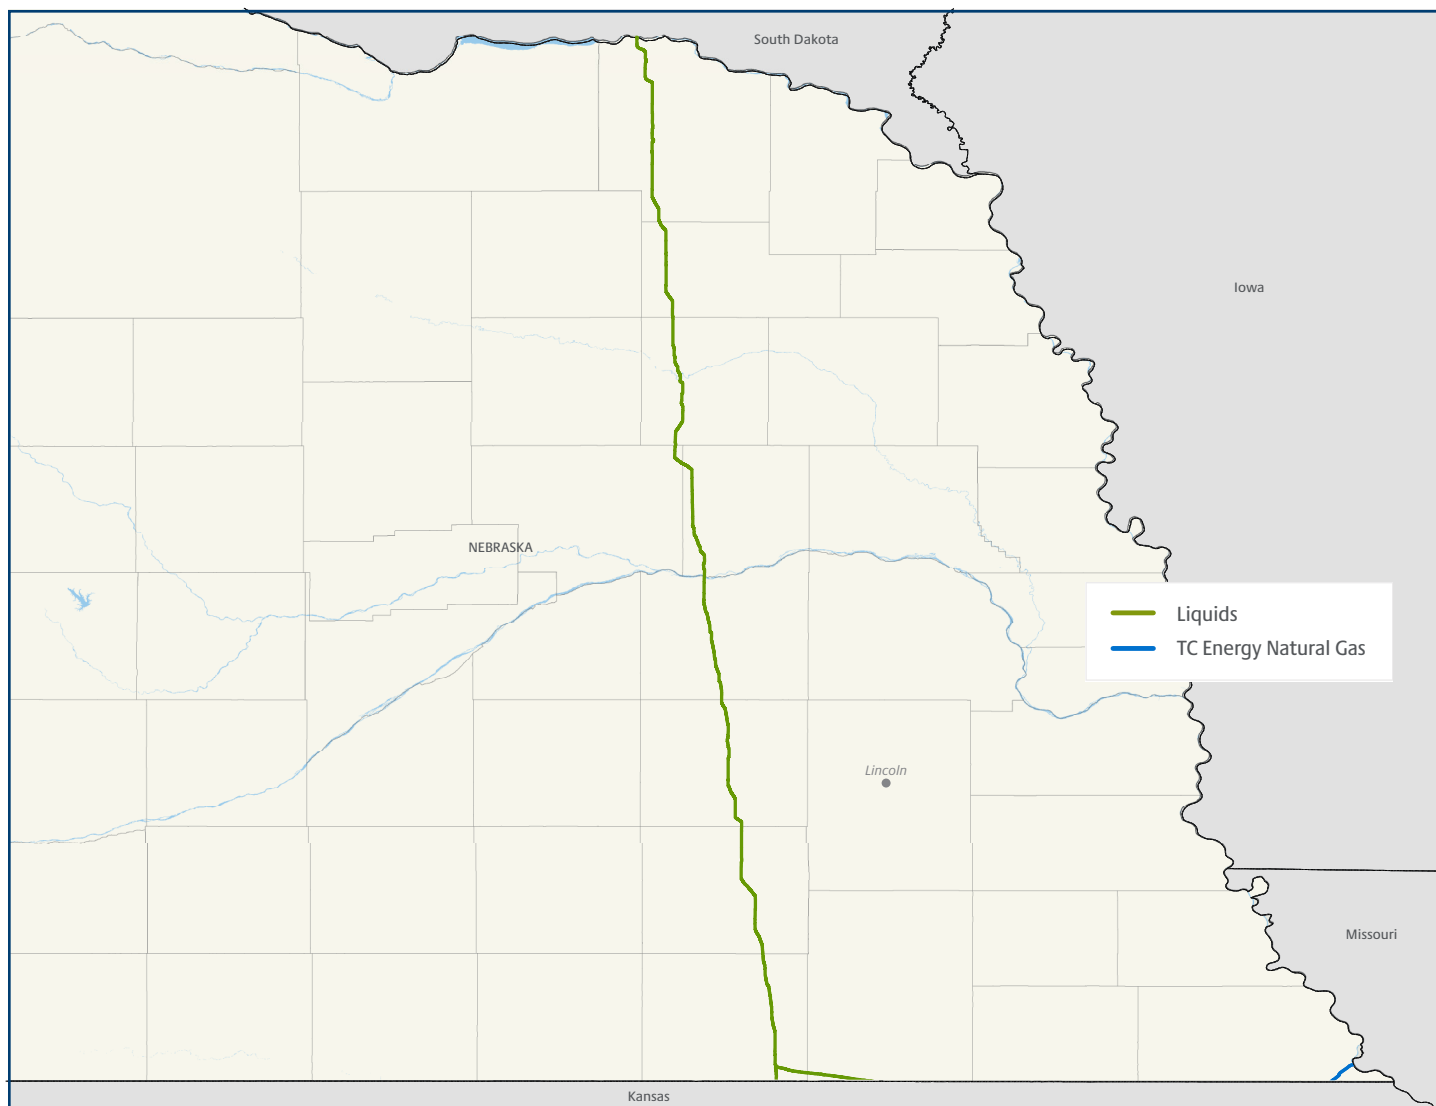 South Dakota
Iowa
NEBRASKA
Liquids
TC Energy Natural Gas
Lincoln
Missouri
Kansas